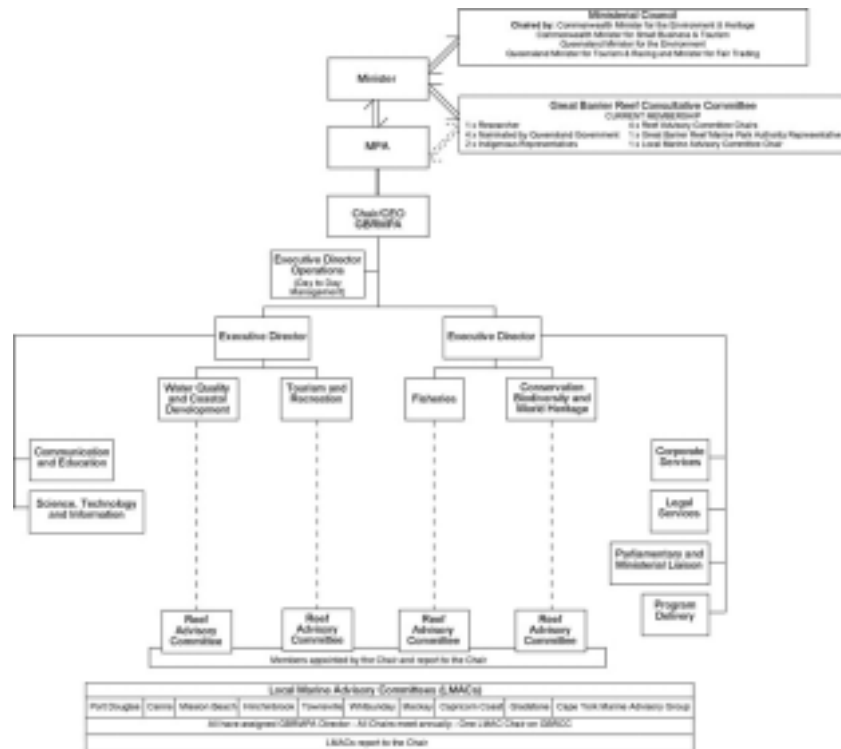 Ministerial Council
Chaired by: Commonwealth Minister for the Environment & Heritage
Commonwealth Minister for Small Business & Tourism
Queensland Minister for the Environment
Queensland Minister for Tourism & Racing and Minister for Fair Trading
Minister
Great Barrier Reef Consultative Committee
CURRENT MEMBERSHIP
1 x Researcher
4 x Reef Advisory Committee Chairs
4 x Nominated by Queensland Government
1 x Great Barrier Reef Marine Park Authority Representative
2 x Indigenous Representatives
1 x Local Marine Advisory Committee Chair
MPA
Chair/CEO
GBRMPA
Executive Director
Operations
(Day to Day
Management)
Executive Director
Executive Director
Water Quality
and Coastal
Development
Tourism and
Recreation
Fisheries
Conservation
Biodiversity and
World Heritage
Communication
and Education
Science, Technology
and Information
Corporate
Services
Legal
Services
Parliamentary and
Ministerial Liaison
Program
Delivery
Reef
Advisory
Committee
Reef
Advisory
Committee
Reef
Advisory
Committee
Reef
Advisory
Committee
Members appointed by the Chair and report to the Chair
Local Marine Advisory Committees (LMACs)
Port Douglas Cairns Mission Beach Hinchinbrook Townsville Whitsunday Mackay Capricorn Coast Gladstone Cape York Marine Advisory Group
All have assigned GBRMPA Director - All Chairs meet annually - One LMAC Chair on GBRCC
LMACs report to the Chair